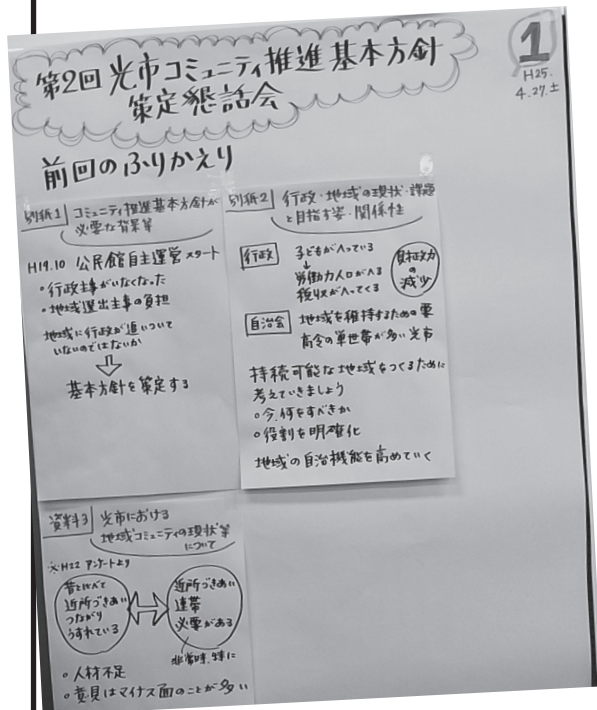 第2回 光市コミュニティ推進基本方針
策定懇話会
1
H25.
4.27.土
前回のふりかえり
別紙1 コミュニティ推進基本方針が
必要な背景等
H19.10 公民館自主運営スタート
・行政主事がいなくなった
・地域選出主事の負担
地域に行政が追いついて
いないのではないか
基本方針を策定する
別紙2 行政・地域の現状・課題
と目指す姿・関係性
行政 子どもがへっている
↓
労働力人口がへる
税収がへってくる
財政力
の
減少
自治会 地域を維持するための要
高令の単世帯が多い光市
持続可能な地域をつくるために
考えていきましょう
○今、何をすべきか
○役割を明確化
地域の自治機能を高めていく
資料3 光市における
地域コミュニティの現状等
について
※H22 アンケートより
昔と比べて
近所づきあい
つながり
うすれている
近所づきあい
連帯
必要がある
非常時、特に
○人材不足
○意見はマイナス面のことが多い